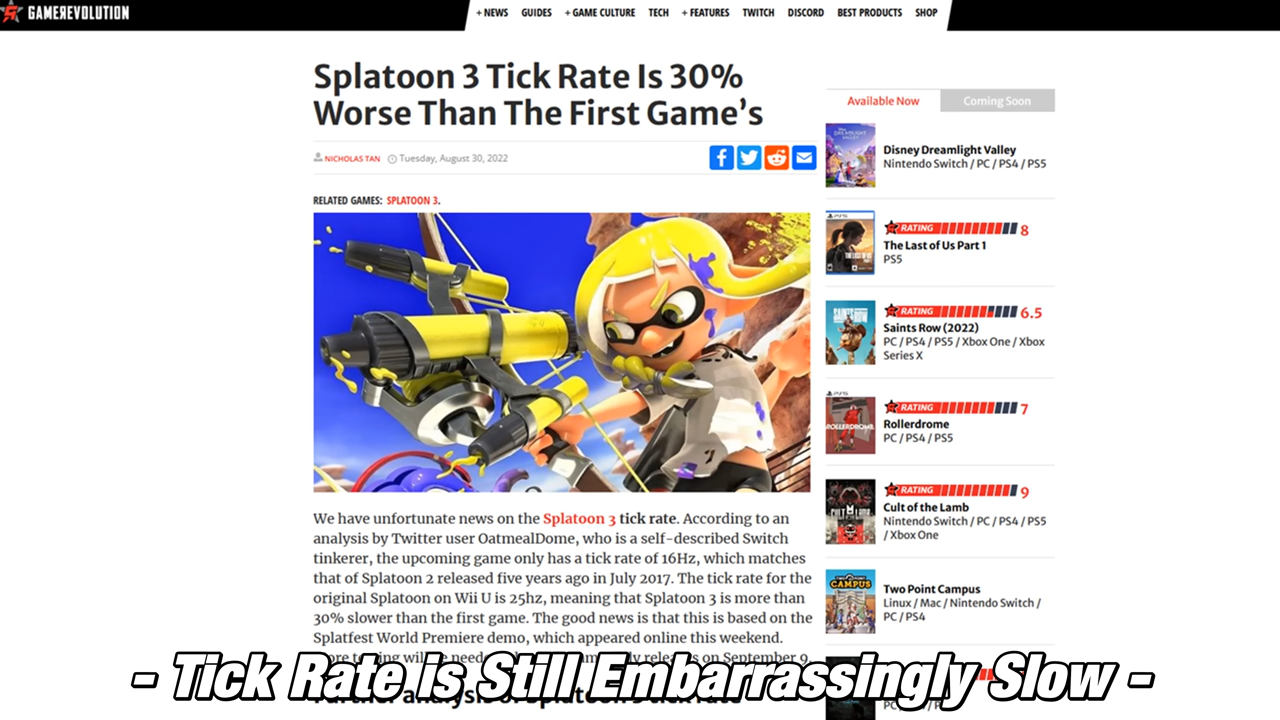 GAMEREVOLUTION
+ NEWS GUIDES + GAME CULTURE TECH + FEATURES TWITCH DISCORD BEST PRODUCTS SHOP
Splatoon 3 Tick Rate Is 30%
Worse Than The First Game's
NICHOLAS TAN Tuesday, August 30, 2022
RELATED GAMES: SPLATOON 3.
We have unfortunate news on the Splatoon 3 tick rate. According to an
analysis by Twitter user OatmealDome, who is a self-described Switch
tinkerer, the upcoming game only has a tick rate of 16Hz, which matches
that of Splatoon 2 released five years ago in July 2017. The tick rate for the
original Splatoon on Wii U is 25hz, meaning that Splatoon 3 is more than
30% slower than the first game. The good news is that this is based on the
Splatfest World Premiere demo, which appeared online this weekend.
on September 9.
- Tick Rate is Still Embarrassingly Slow -
Available Now Coming Soon
Disney Dreamlight Valley
Nintendo Switch / PC / PS4 / PS5
RATING 8
The Last of Us Part 1
PS5
RATING 6.5
Saints Row (2022)
PC / PS4 / PS5 / Xbox One / Xbox
Series X
RATING 7
Rollerdrome
PC / PS4 / PS5
RATING 9
Cult of the Lamb
Nintendo Switch / PC / PS4 / PS5
/ Xbox One
Two Point Campus
Linux / Mac / Nintendo Switch /
PC / PS4